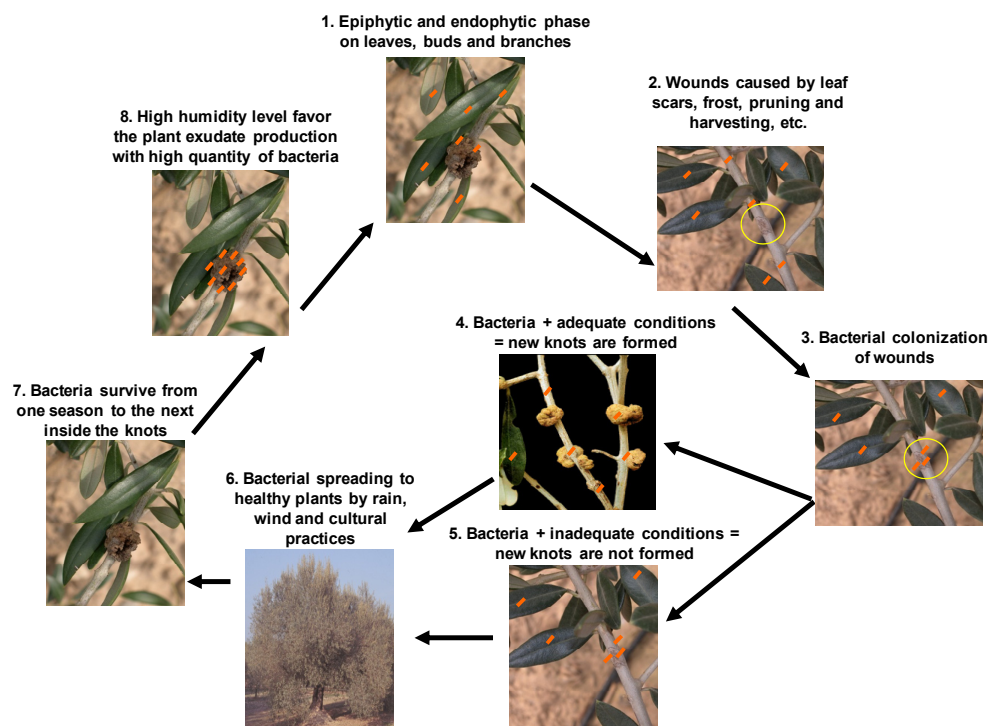 1. Epiphytic and endophytic phase
on leaves, buds and branches
2. Wounds caused by leaf
scars, frost, pruning and
harvesting, etc.
3. Bacterial colonization
of wounds
4. Bacteria + adequate conditions
= new knots are formed
5. Bacteria + inadequate conditions =
new knots are not formed
6. Bacterial spreading to
healthy plants by rain,
wind and cultural
practices
7. Bacteria survive from
one season to the next
inside the knots
8. High humidity level favor
the plant exudate production
with high quantity of bacteria